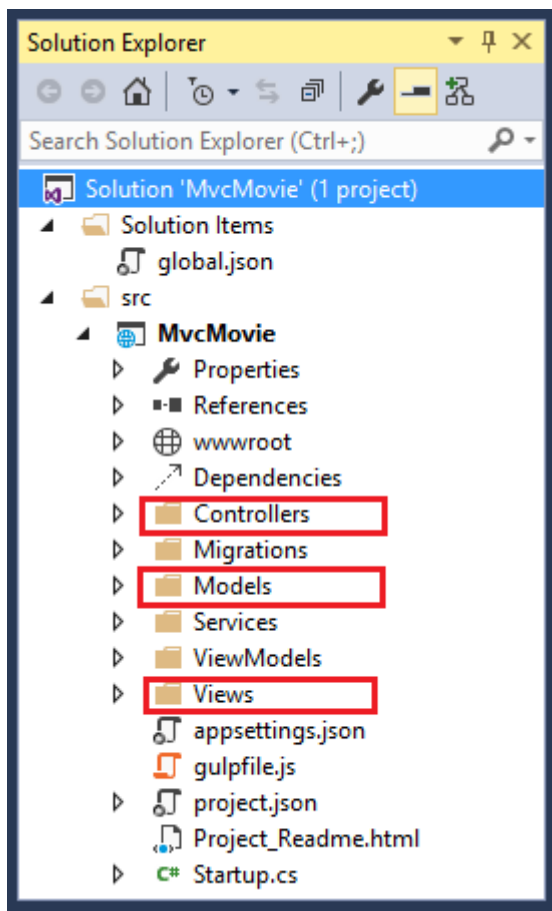 Solution Explorer
Search Solution Explorer (Ctrl+;)
Solution 'MvcMovie' (1 project)
Solution Items
global.json
src
MvcMovie
Properties
References
wwwroot
Dependencies
Controllers
Migrations
Models
Services
ViewModels
Views
appsettings.json
gulpfile.js
project.json
Project_Readme.html
C# Startup.cs